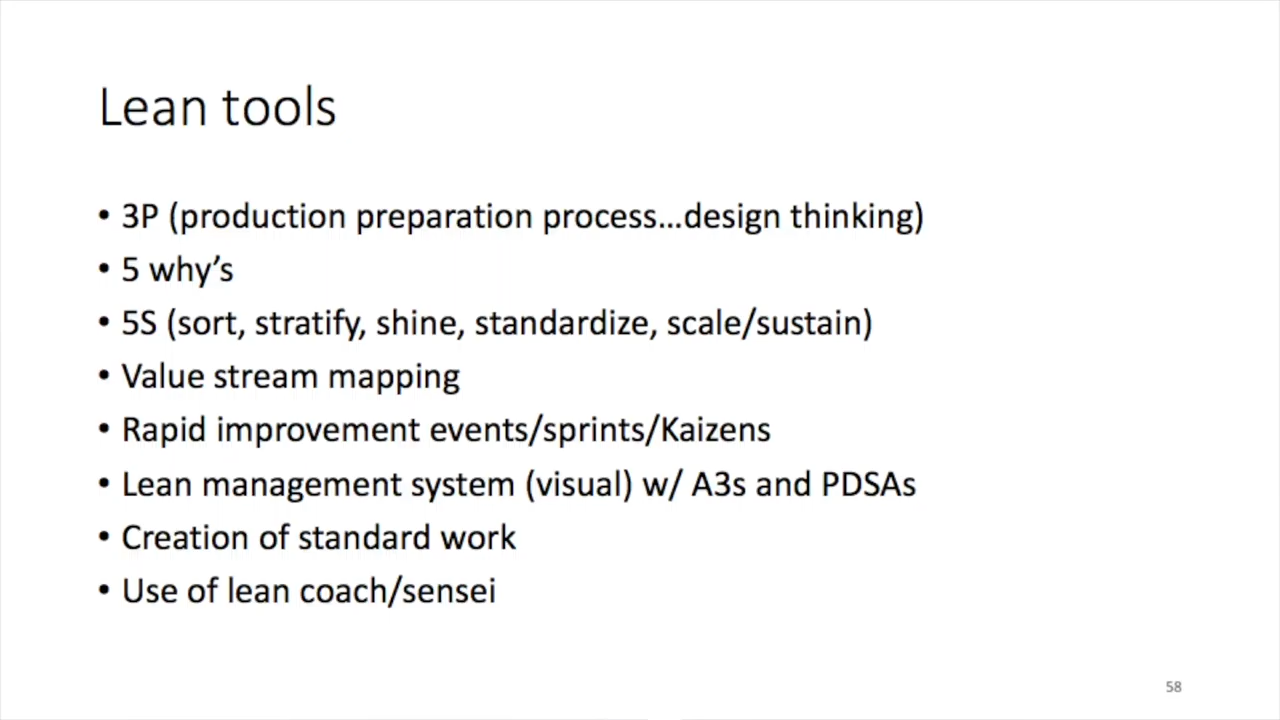 Lean tools
• 3P (production preparation process...design thinking)
• 5 why’s
• 5S (sort, stratify, shine, standardize, scale/sustain)
• Value stream mapping
• Rapid improvement events/sprints/Kaizens
• Lean management system (visual) w/ A3s and PDSAs
• Creation of standard work
• Use of lean coach/sensei
58